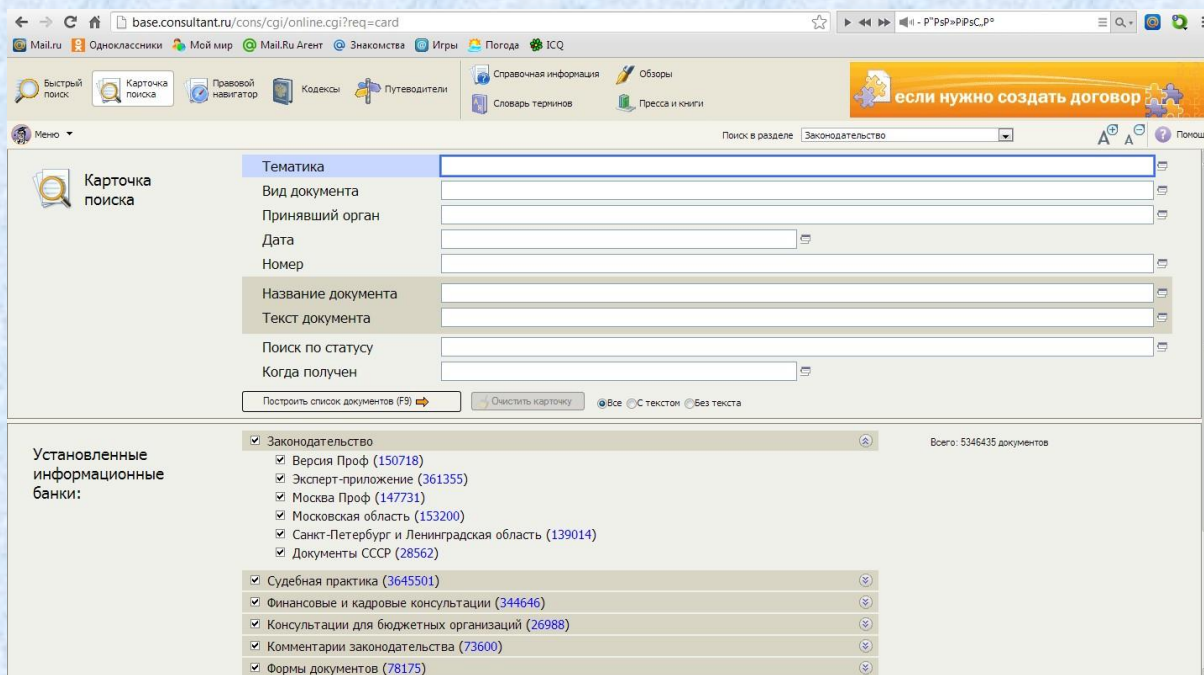 base.consultant.ru/cons/cgi/online.cgi?req=card
- Р"РsР»РіРsС„Р°
Mail.ru Одноклассники Мой мир Mail.Ru Агент Знакомства Игры Погода ICQ
Быстрый поиск
Карточка поиска
Правовой навигатор
Кодексы
Путеводители
Справочная информация
Обзоры
Словарь терминов
Пресса и книги
если нужно создать договор
Меню
Поиск в разделе Законодательство
А А Помощ
Карточка
поиска
Тематика
Вид документа
Принявший орган
Дата
Номер
Название документа
Текст документа
Поиск по статусу
Когда получен
Построить список документов (F9) Очистить карточку Все С текстом Без текста
Установленные
информационные
банки:
Законодательство
Всего: 5346435 документов
Версия Проф (150718)
Эксперт-приложение (361355)
Москва Проф (147731)
Московская область (153200)
Санкт-Петербург и Ленинградская область (139014)
Документы СССР (28562)
Судебная практика (3645501)
Финансовые и кадровые консультации (344646)
Консультации для бюджетных организаций (26988)
Комментарии законодательства (73600)
Формы документов (78175)